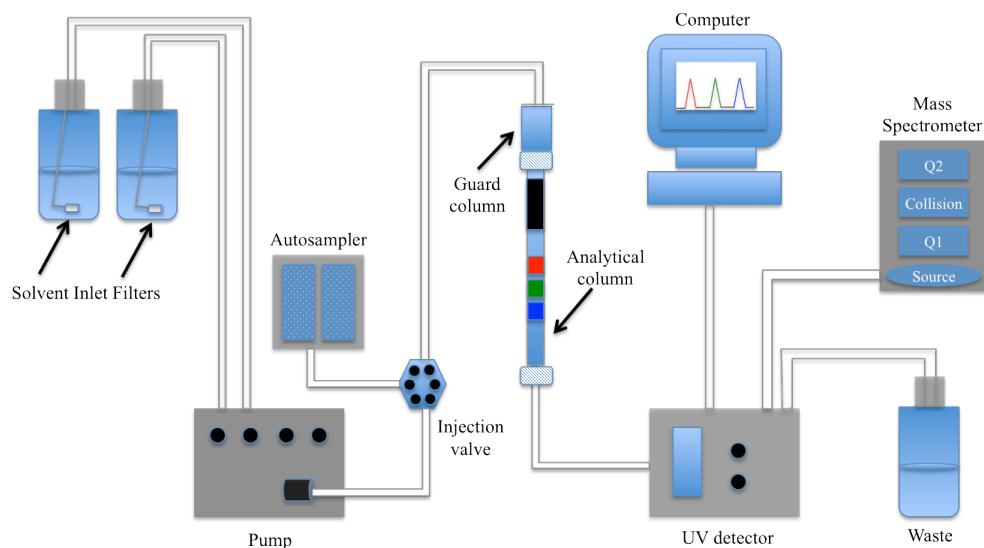 Computer
Mass
Spectrometer
Q2
Collision
Q1
Source
Guard
column
Autosampler
Analytical
column
Solvent Inlet Filters
Injection
valve
Pump
UV detector
Waste